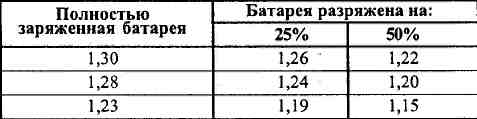 Полностью заряженная батарея
Батарея разряжена на:
25% 50%
1,30 1,26 1,22
1,28 1,24 1,20
1,23 1,19 1,15